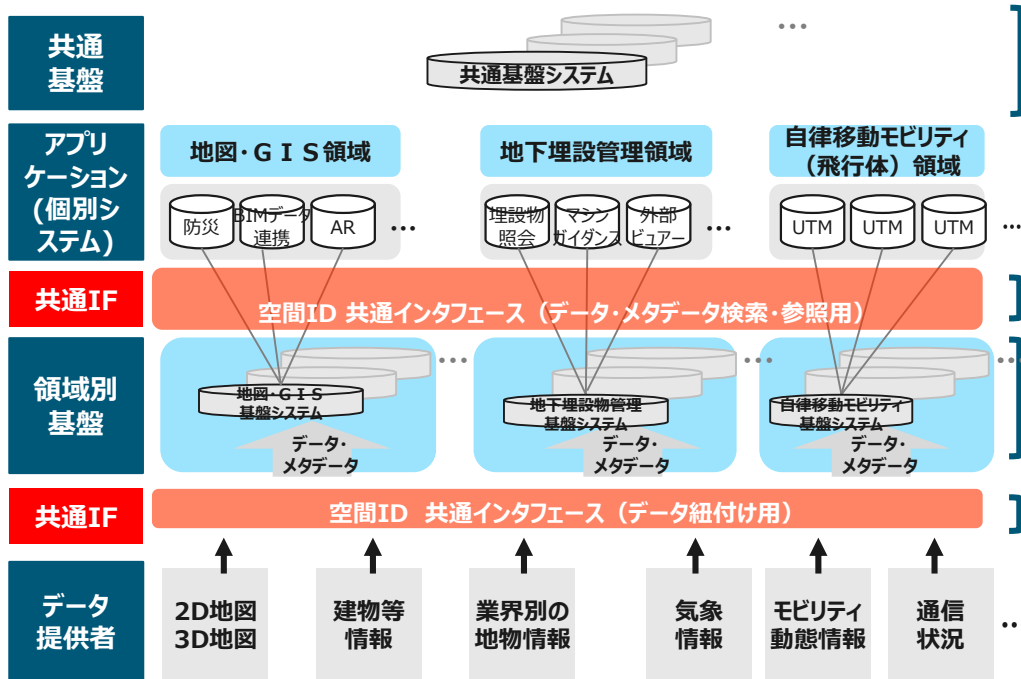 共通
基盤
…
共通基盤システム
アプリ
ケーション
(個別シ
ステム)
地図・ＧＩＳ領域
地下埋設管理領域
自律移動モビリティ
（飛行体）領域
防災
BIMデータ
連携
AR
…
埋設物
照会
マシン
ガイダンス
外部
ビュアー
…
UTM
UTM
UTM
…
共通IF
空間ID 共通インタフェース（データ・メタデータ検索・参照用）
領域別
基盤
…
地図・ＧＩＳ
基盤システム
データ・
メタデータ
…
地下埋設物管理
基盤システム
データ・
メタデータ
…
自律移動モビリティ
基盤システム
データ・
メタデータ
共通IF
空間ID 共通インタフェース（データ紐付け用）
データ
提供者
2D地図
3D地図
建物等
情報
業界別の
地物情報
気象
情報
モビリティ
動態情報
通信
状況
…